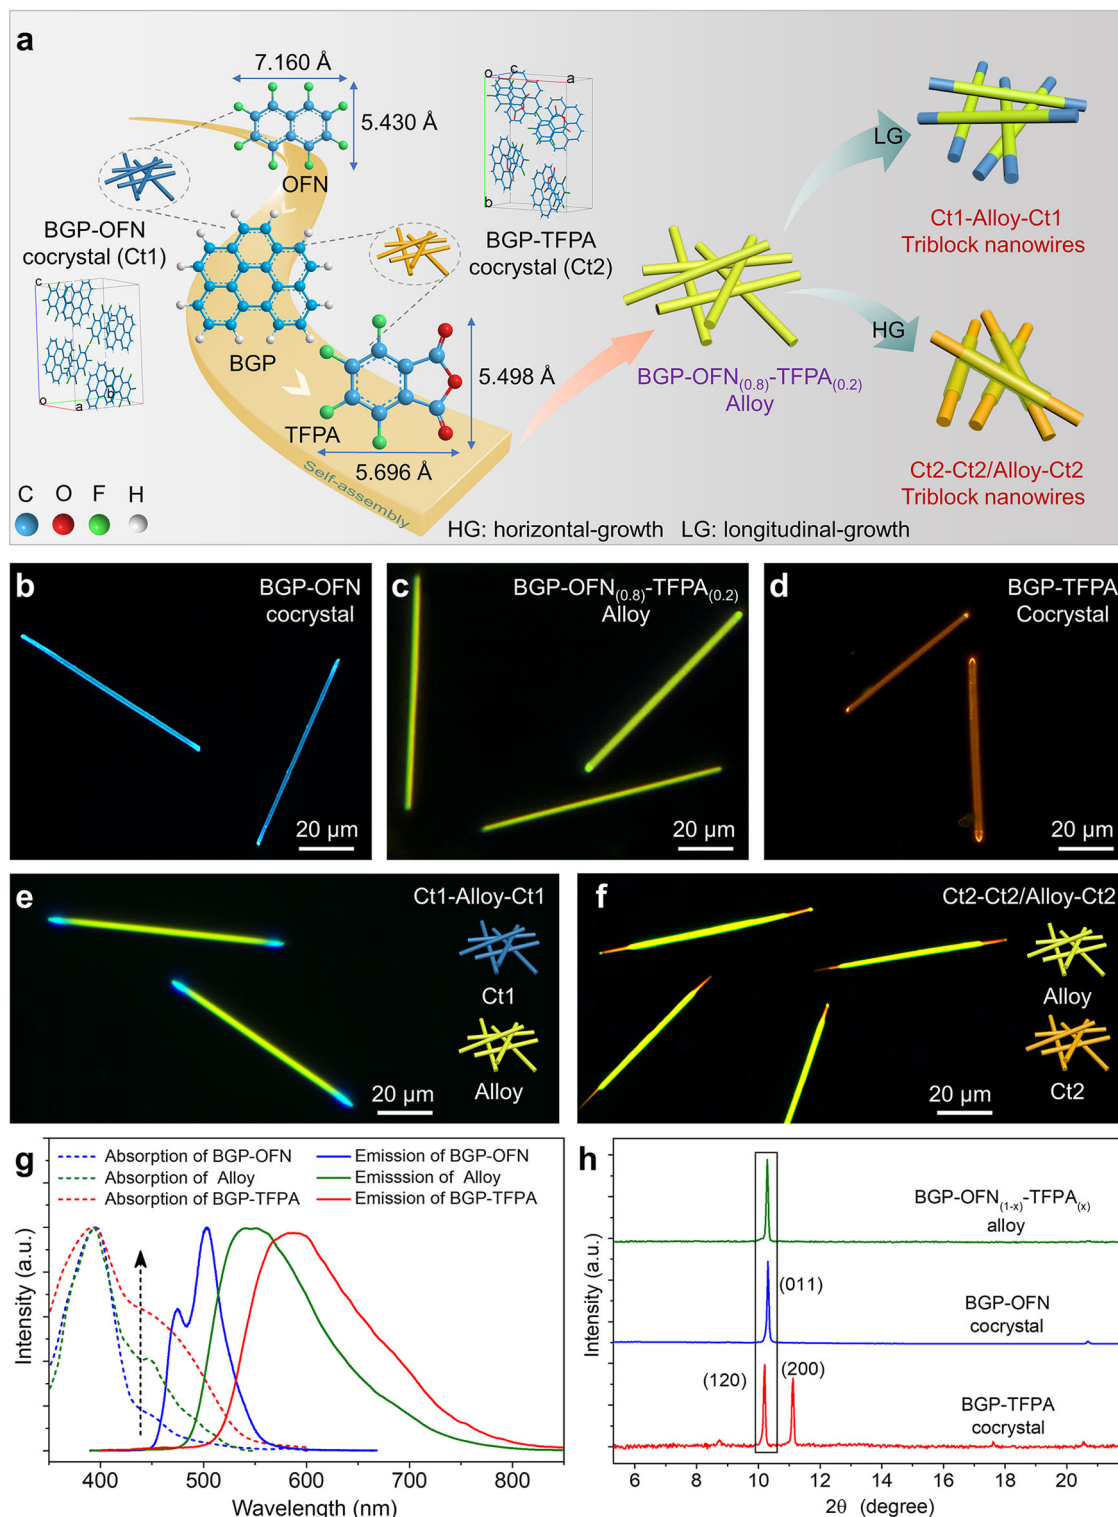 a
7.160 Å
5.430 Å
OFN
BGP-OFN
cocrystal (Ct1)
BGP-TFPA
cocrystal (Ct2)
o
c
a
b
c
o
a
b
BGP
TFPA
5.498 Å
5.696 Å
Self-assembly
BGP-OFN(0.8)-TFPA(0.2)
Alloy
LG
HG
Ct1-Alloy-Ct1
Triblock nanowires
Ct2-Ct2/Alloy-Ct2
Triblock nanowires
C O F H
HG: horizontal-growth LG: longitudinal-growth
b
BGP-OFN
cocrystal
20 μm
c
BGP-OFN(0.8)-TFPA(0.2)
Alloy
20 μm
d
BGP-TFPA
Cocrystal
20 μm
e
Ct1-Alloy-Ct1
Ct1
Alloy
20 μm
f
Ct2-Ct2/Alloy-Ct2
Alloy
Ct2
20 μm
g
Absorption of BGP-OFN
Absorption of Alloy
Absorption of BGP-TFPA
Emission of BGP-OFN
Emisssion of Alloy
Emission of BGP-TFPA
Intensity (a.u.)
400 500 600 700 800
Wavelength (nm)
h
BGP-OFN(1-x)-TFPA(x)
alloy
(011)
BGP-OFN
cocrystal
(120)
(200)
BGP-TFPA
cocrystal
Intensity (a.u.)
6 8 10 12 14 16 18 20
2θ (degree)